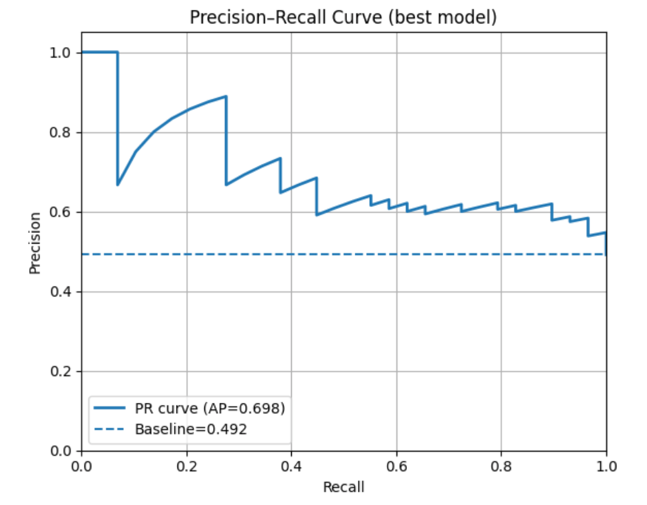 Precision–Recall Curve (best model)
1.0
0.8
0.6
0.4
0.2
0.0
Precision
PR curve (AP=0.698)
Baseline=0.492
0.0 0.2 0.4 0.6 0.8 1.0
Recall